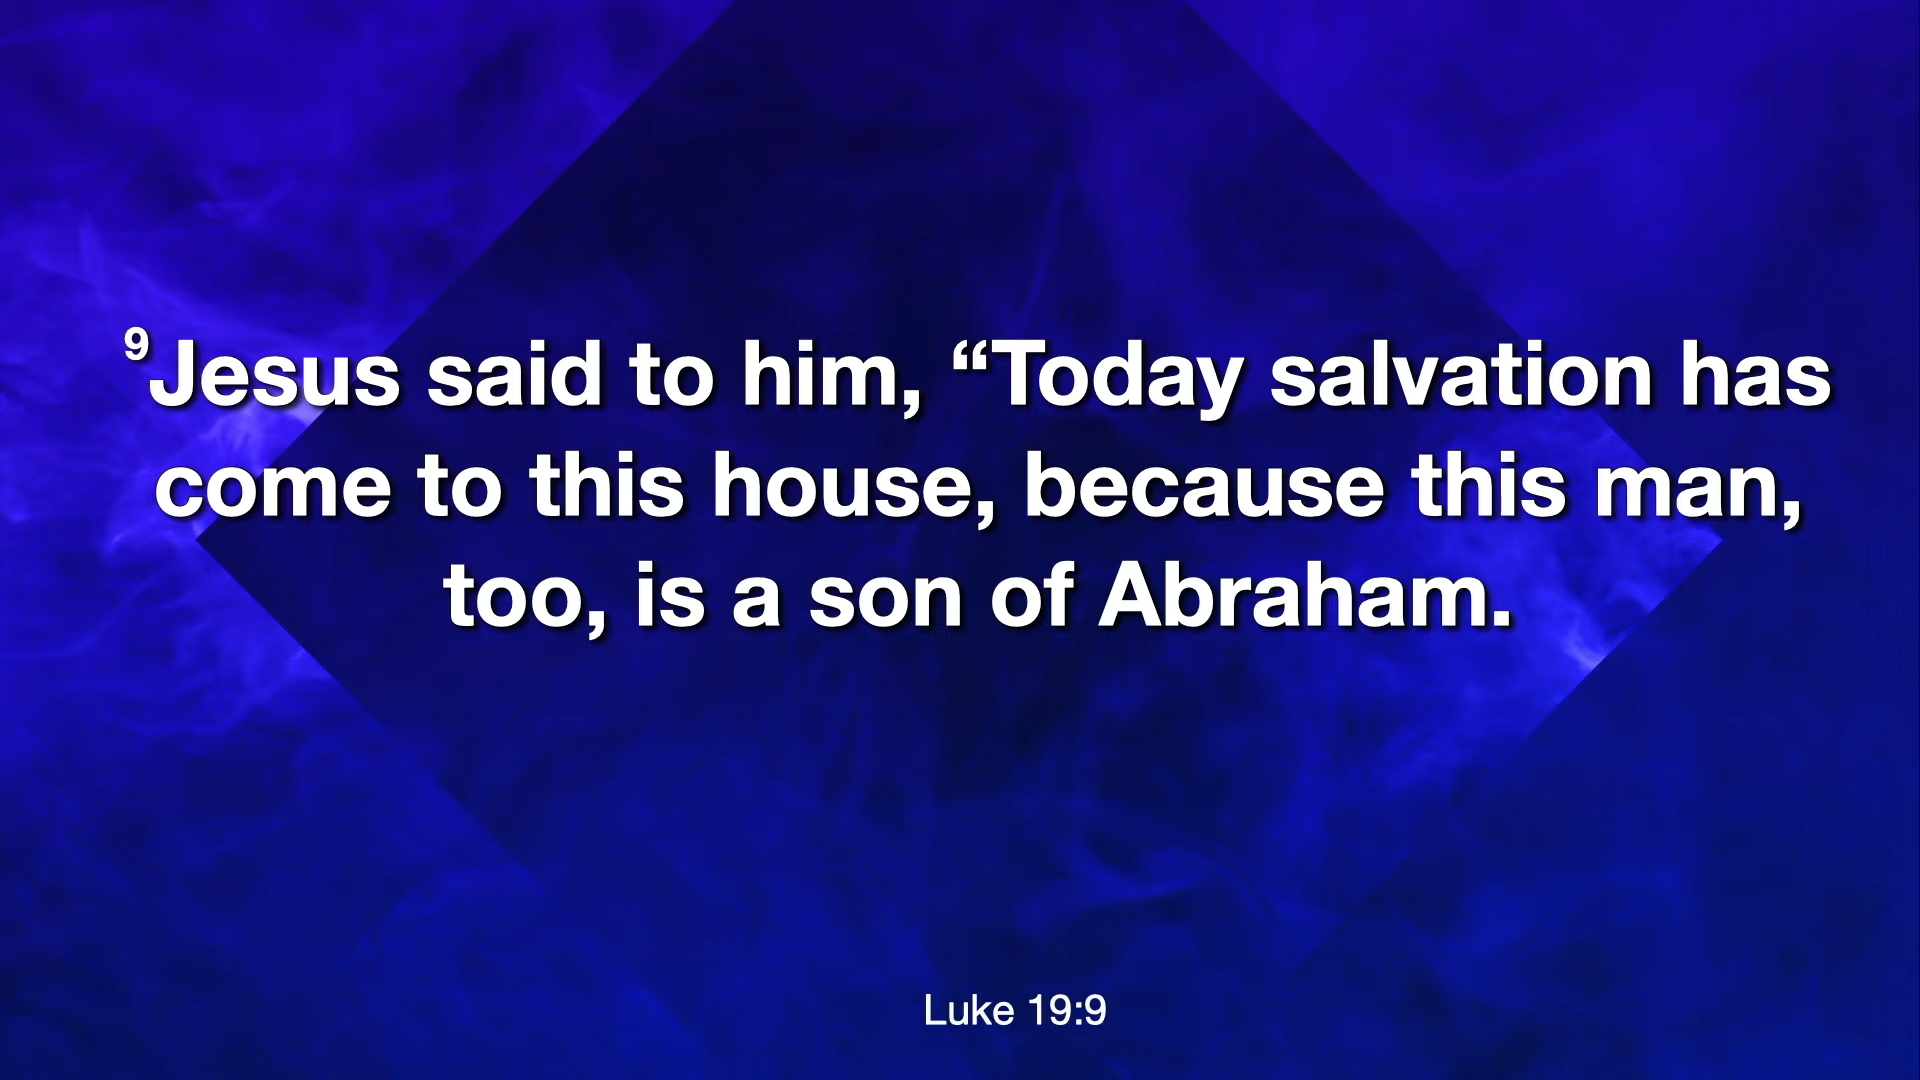 9Jesus said to him, “Today salvation has
come to this house, because this man,
too, is a son of Abraham.
Luke 19:9